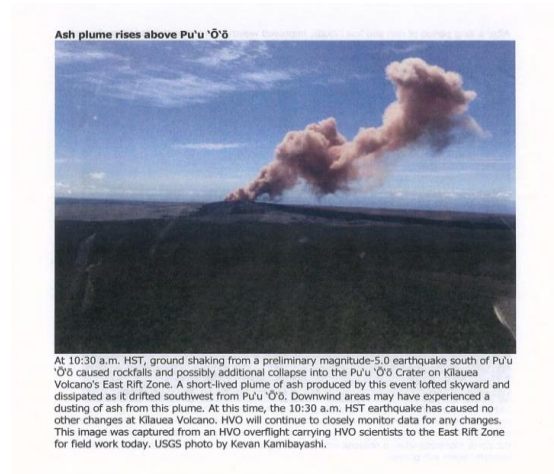 Ash plume rises above Pu'u 'Ō'ō
At 10:30 a.m. HST, ground shaking from a preliminary magnitude-5.0 earthquake south of Pu'u
'Ō'ō caused rockfalls and possibly additional collapse into the Pu'u 'Ō'ō Crater on Kīlauea
Volcano's East Rift Zone. A short-lived plume of ash produced by this event lofted skyward and
dissipated as it drifted southwest from Pu'u 'Ō'ō. Downwind areas may have experienced a
dusting of ash from this plume. At this time, the 10:30 a.m. HST earthquake has caused no
other changes at Kīlauea Volcano. HVO will continue to closely monitor data for any changes.
This image was captured from an HVO overflight carrying HVO scientists to the East Rift Zone
for field work today. USGS photo by Kevan Kamibayashi.